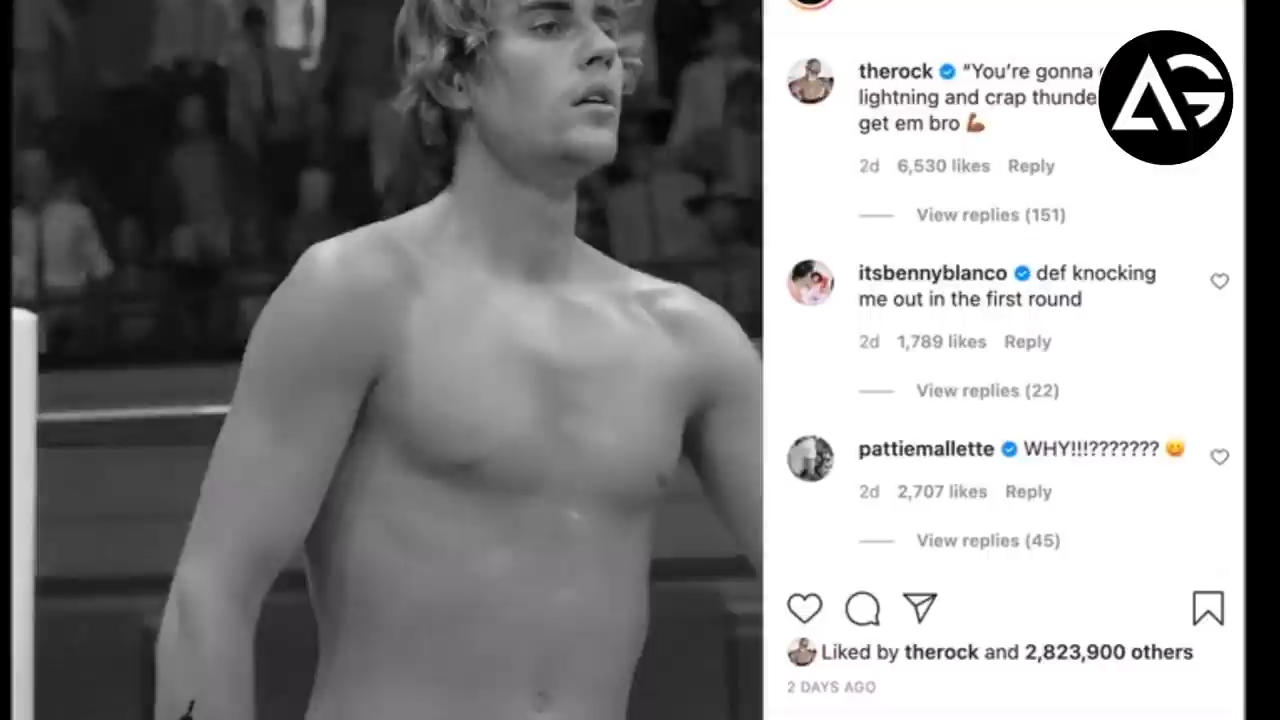 therock "You're gonna
lightning and crap
get em bro 💪🏾
2d 6,530 likes Reply
View replies (151)
AG
itsbennyblanco def knocking
me out in the first round
2d 1,789 likes Reply
View replies (22)
pattiemallette WHY!!!??????? 😀
2d 2,707 likes Reply
View replies (45)
Liked by therock and 2,823,900 others
2 DAYS AGO